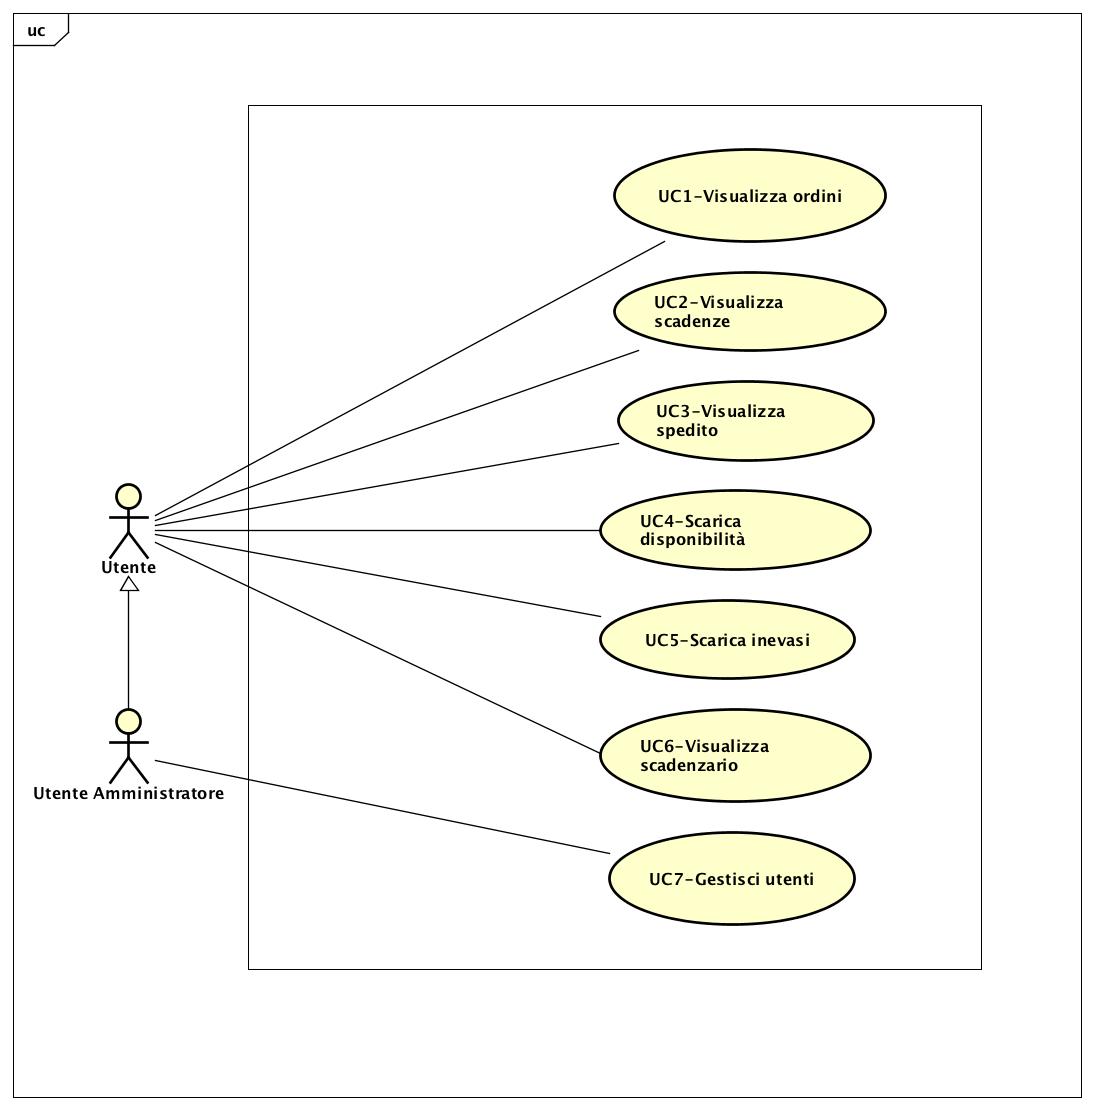 uc
UC1-Visualizza ordini
UC2-Visualizza
scadenze
UC3-Visualizza
spedito
Utente
UC4-Scarica
disponibilità
UC5-Scarica inevasi
Utente Amministratore
UC6-Visualizza
scadenzario
UC7-Gestisci utenti